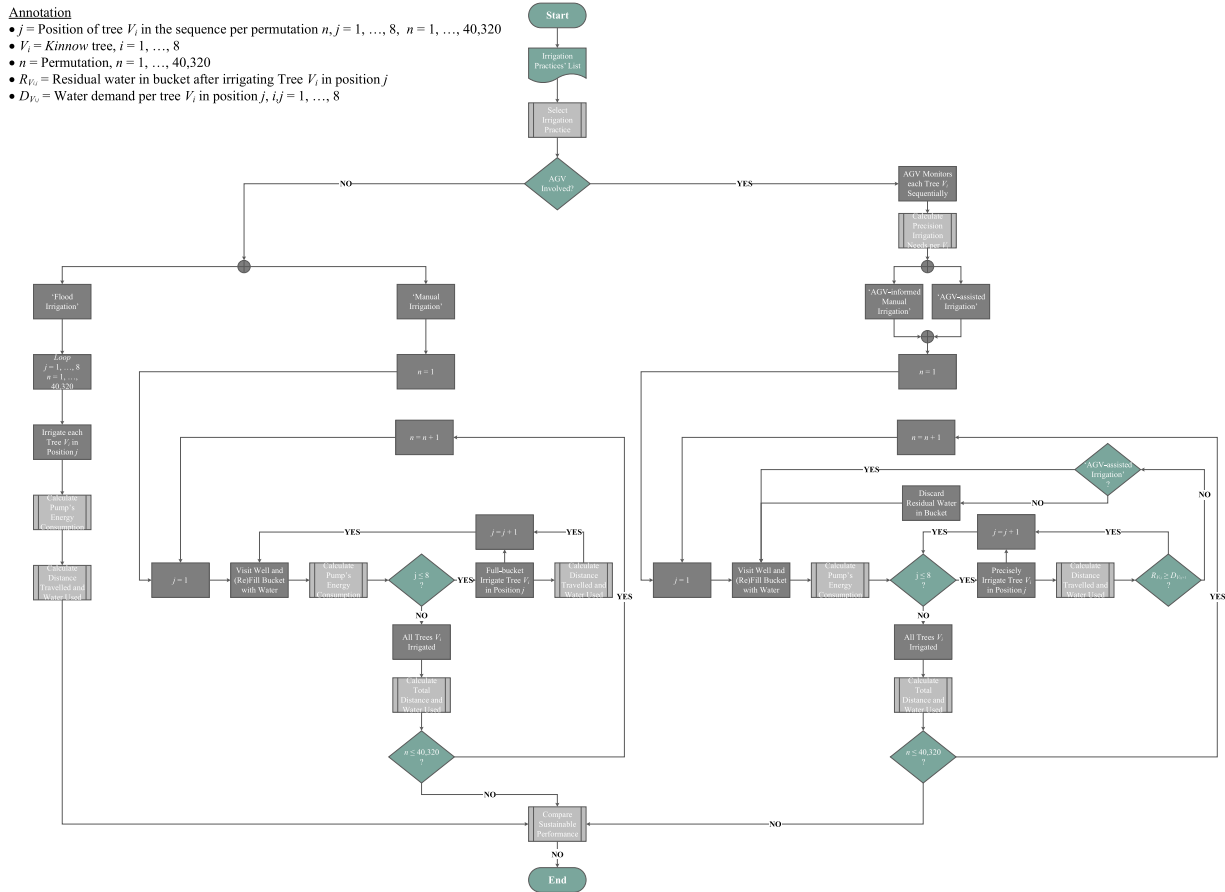 Annotation
• j = Position of tree Vi in the sequence per permutation n, j = 1, …, 8, n = 1, …, 40,320
• Vi = Kinnow tree, i = 1, …, 8
• n = Permutation, n = 1, …, 40,320
• RVi,j = Residual water in bucket after irrigating Tree Vi in position j
• DVi,j = Water demand per tree Vi in position j, i,j = 1, …, 8
Start
Irrigation
Practices' List
Select
Irrigation
Practice
AGV
Involved?
NO
YES
AGV Monitors
each Tree Vi
Sequentially
Calculate
Precision
Irrigation
Needs per Vi
'Flood
Irrigation'
'Manual
Irrigation'
'AGV-informed
Manual
Irrigation'
'AGV-assisted
Irrigation'
Loop
j = 1, …, 8
n = 1, …,
40,320
n = 1
n = 1
Irrigate each
Tree Vi in
Position j
n = n + 1
n = n + 1
'AGV-assisted
Irrigation'
?
YES
NO
NO
Discard
Residual Water
in Bucket
Calculate
Pump's
Energy
Consumption
Calculate
Distance
Travelled and
Water Used
YES
j = j + 1
YES
j = 1
Visit Well and
(Re)Fill Bucket
with Water
Calculate
Pump's
Energy
Consumption
j ≤ 8
?
YES
Full-bucket
Irrigate Tree Vi
in Position j
Calculate
Distance
Travelled and
Water Used
YES
NO
All Trees Vi
Irrigated
Calculate
Total
Distance and
Water Used
n ≤ 40,320
?
NO
YES
j = j + 1
YES
j = 1
Visit Well and
(Re)Fill Bucket
with Water
Calculate
Pump's
Energy
Consumption
j ≤ 8
?
YES
Precisely
Irrigate Tree Vi
in Position j
Calculate
Distance
Travelled and
Water Used
?
YES
NO
All Trees Vi
Irrigated
Calculate
Total
Distance and
Water Used
n ≤ 40,320
?
NO
Compare
Sustainable
Performance
NO
End